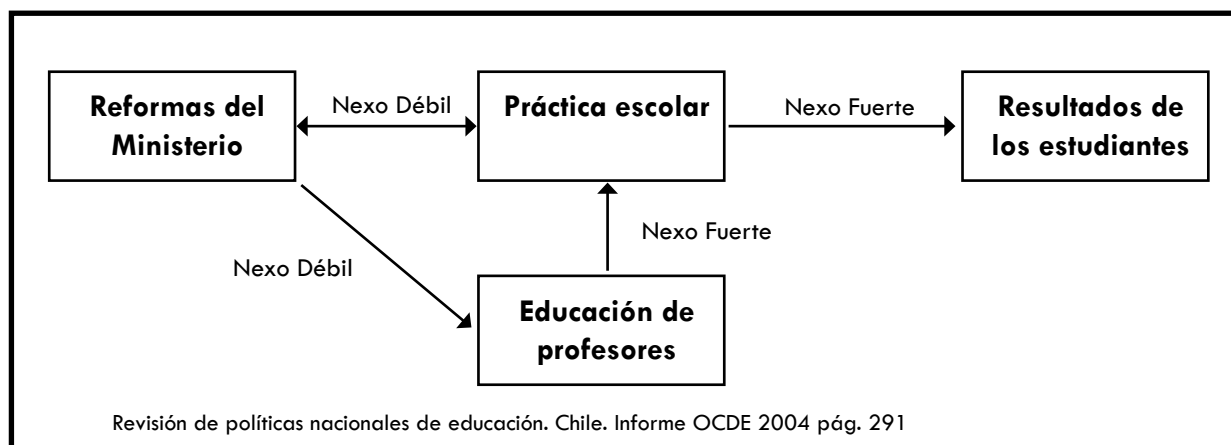 Reformas del
Ministerio
Nexo Débil
Práctica escolar
Nexo Fuerte
Resultados de
los estudiantes
Nexo Fuerte
Nexo Débil
Educación de
profesores
Revisión de políticas nacionales de educación. Chile. Informe OCDE 2004 pág. 291